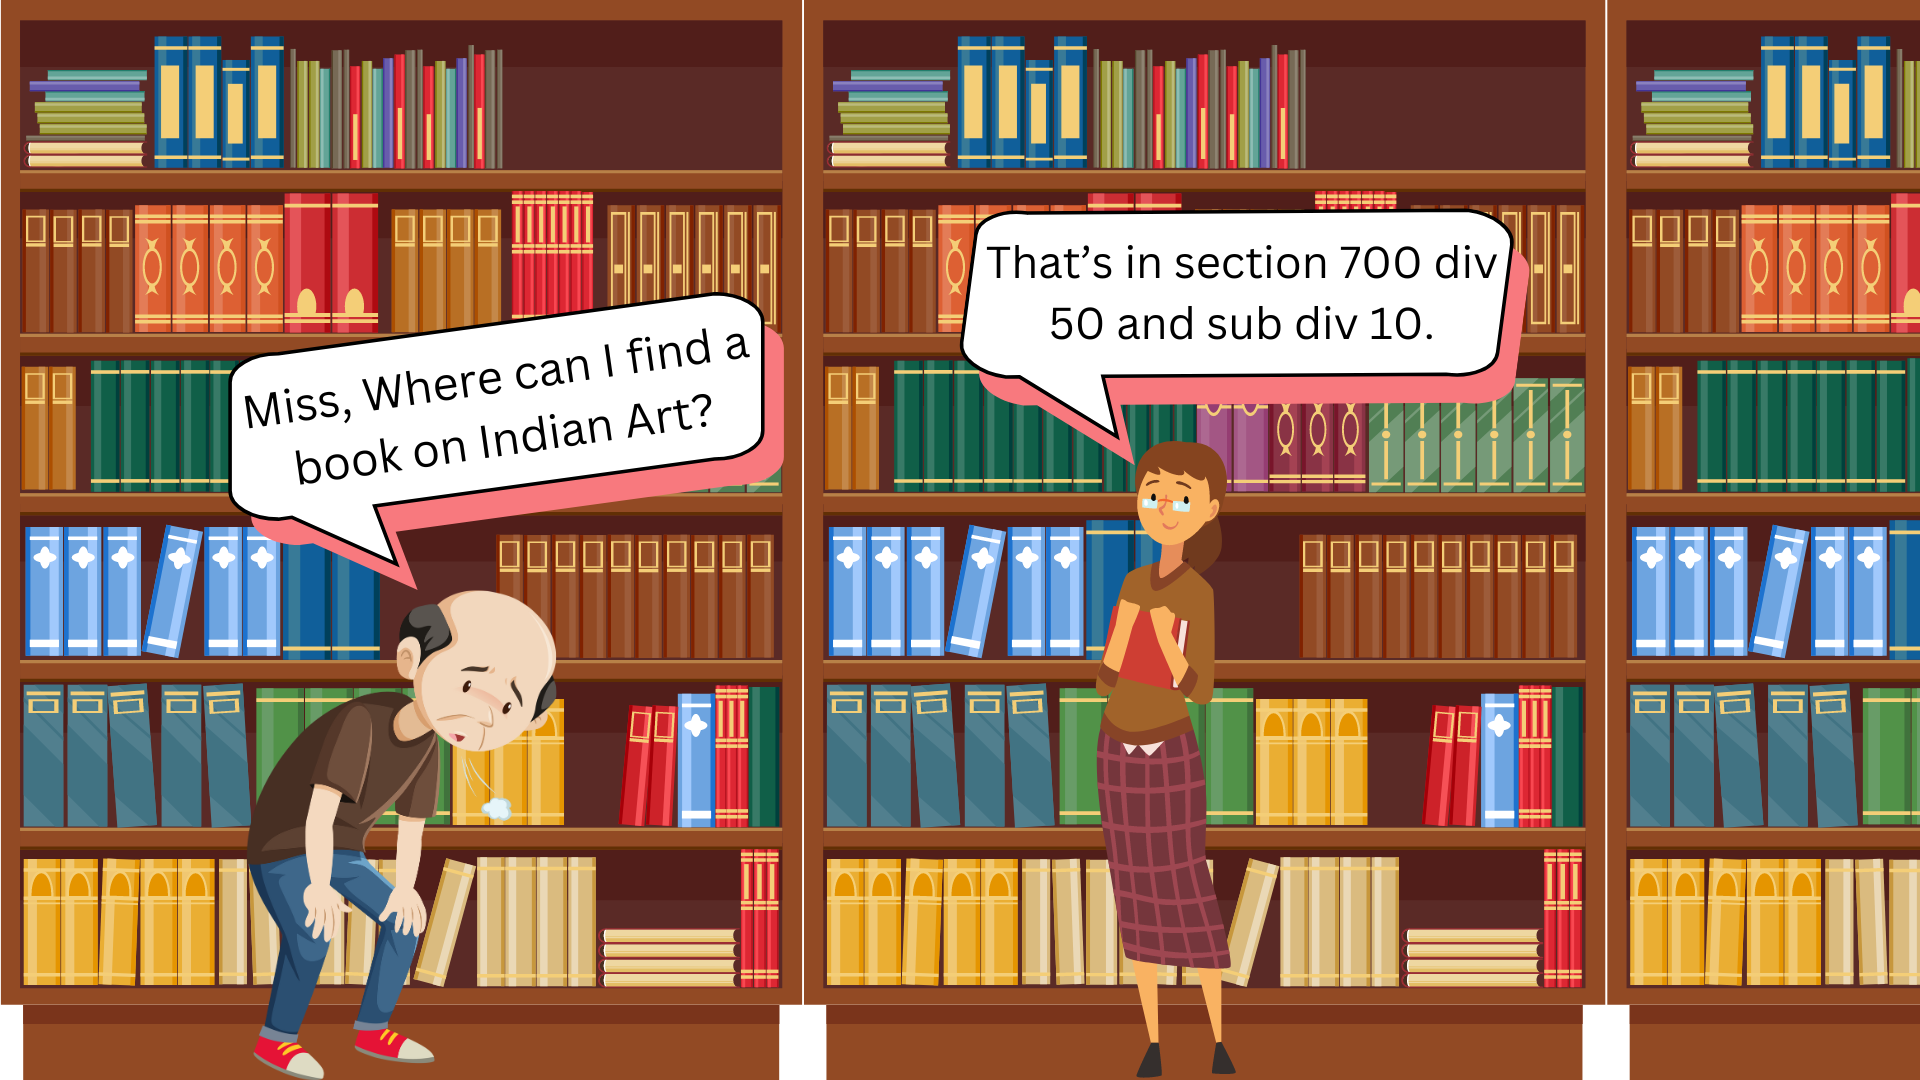 Miss, Where can I find a
book on Indian Art?
That's in section 700 div
50 and sub div 10.